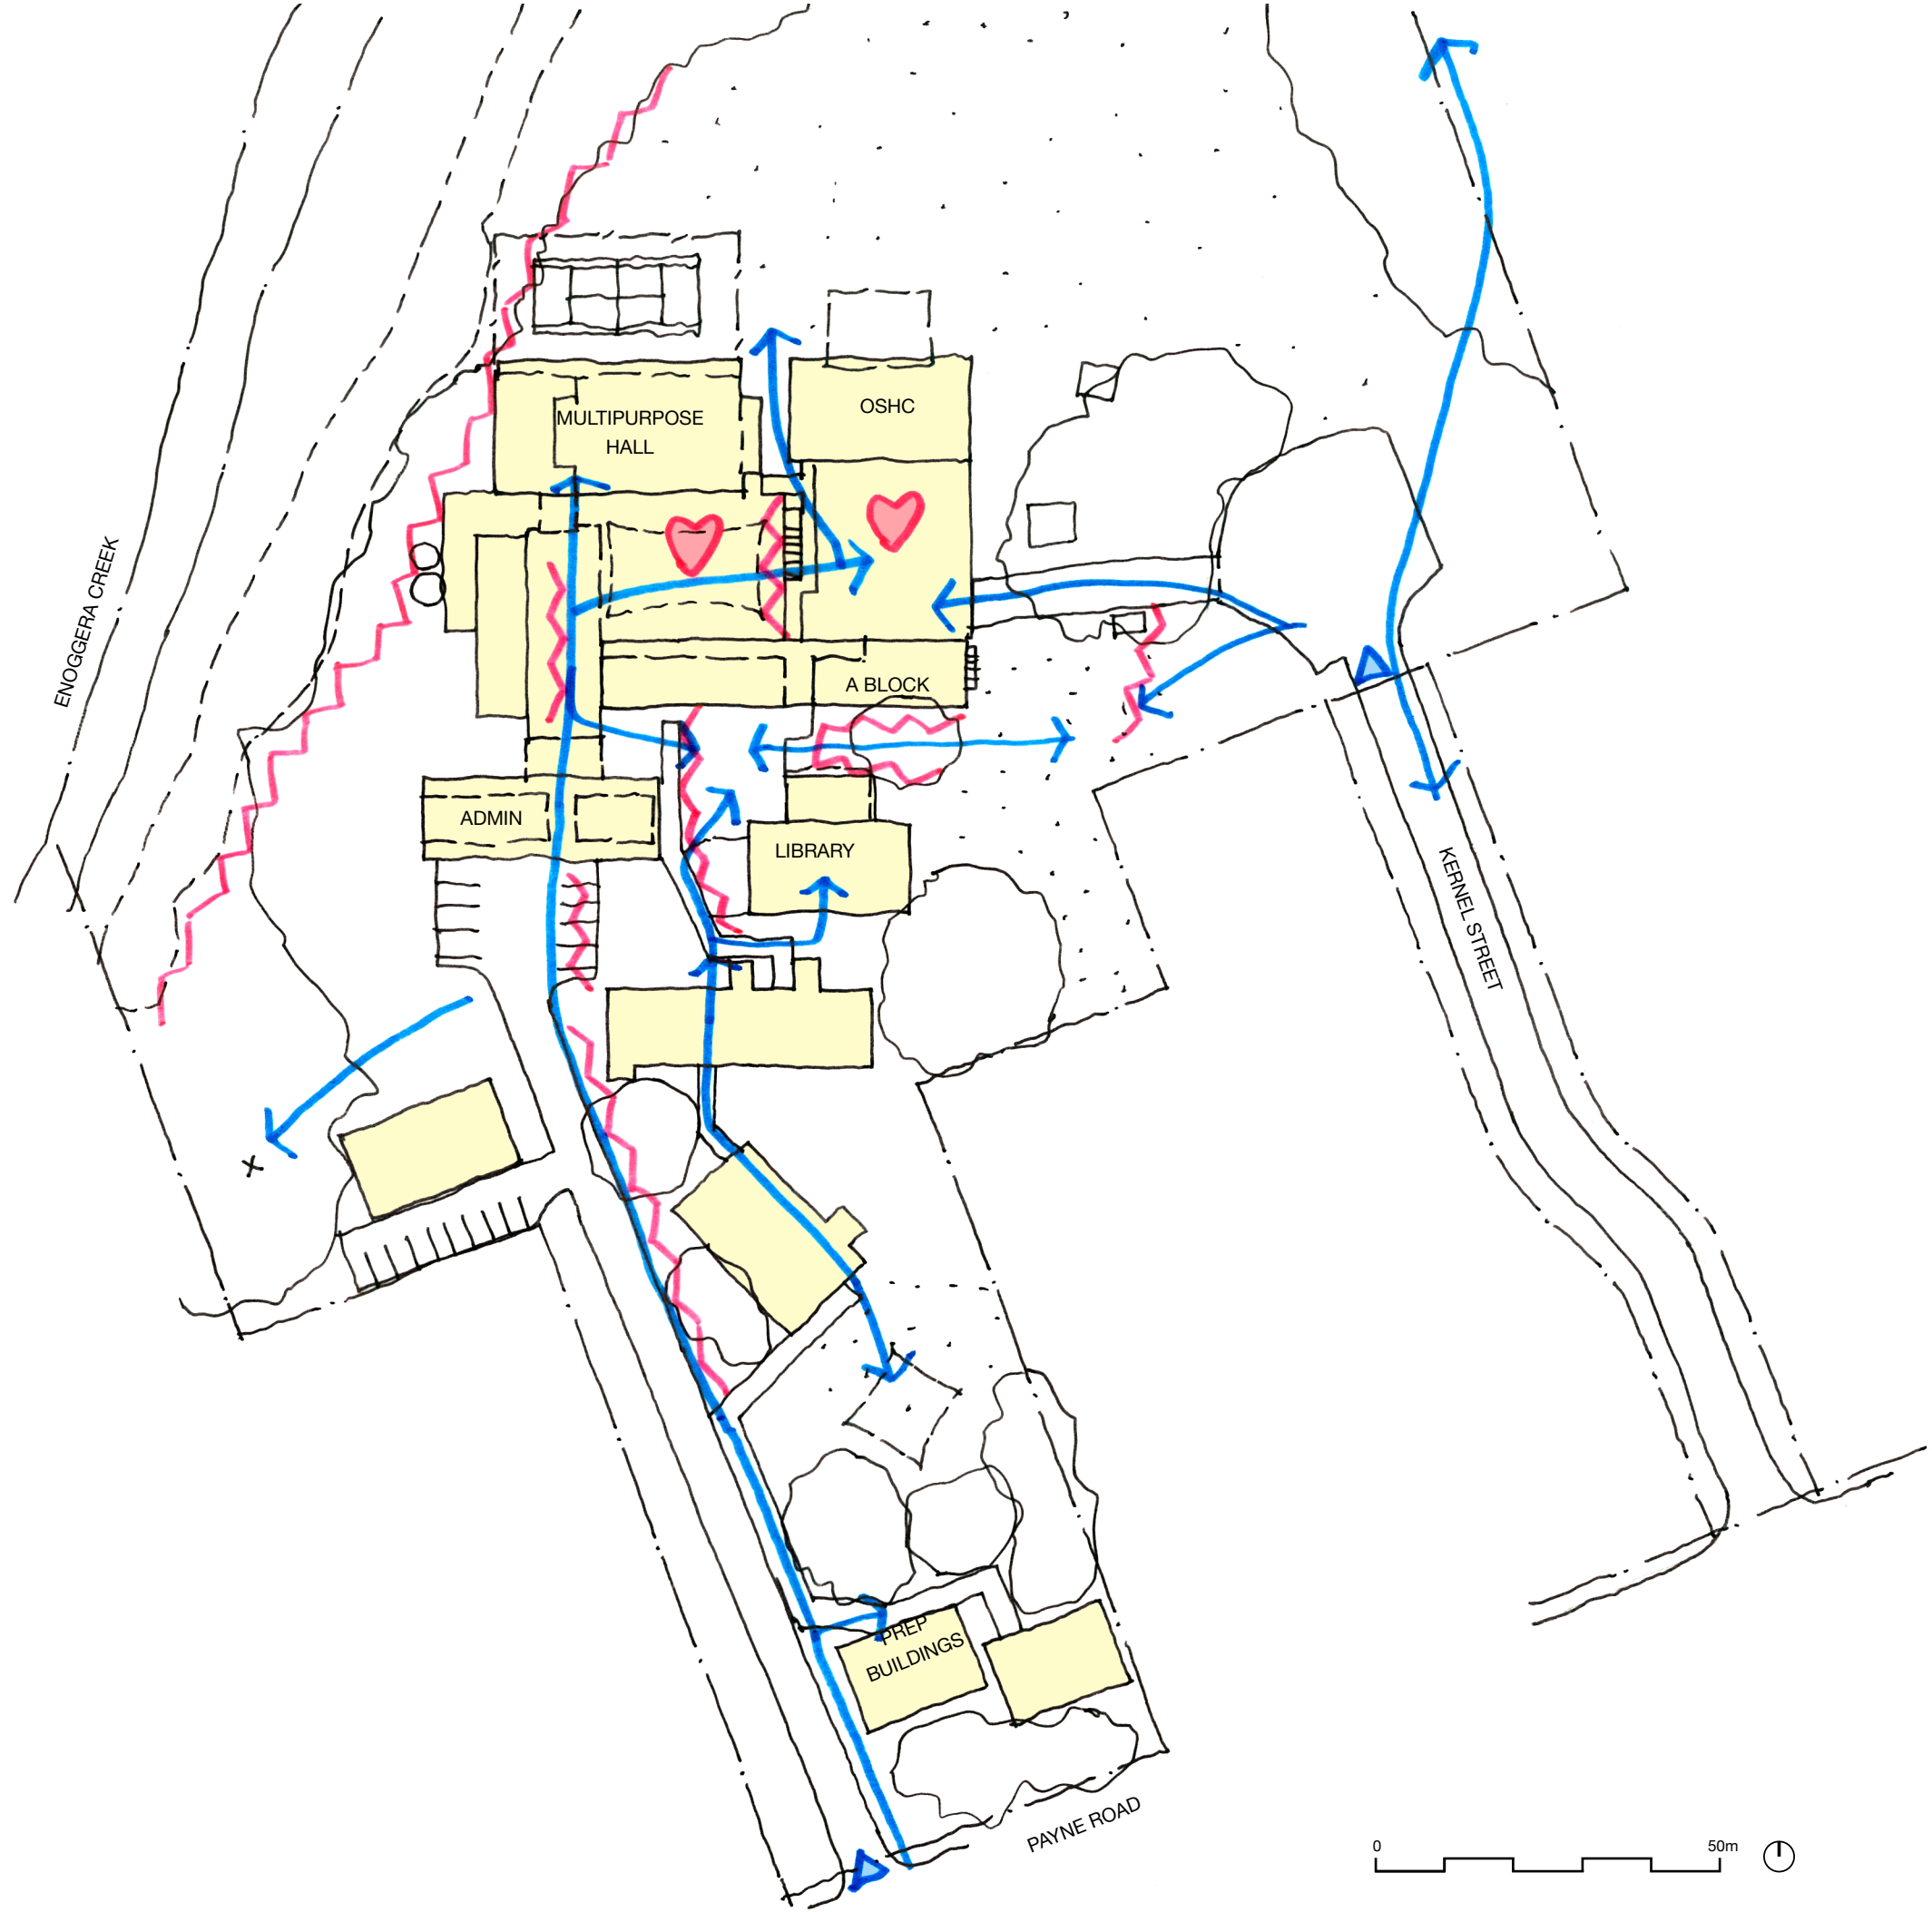 MULTIPURPOSE
HALL
OSHC
ENOGGERA CREEK
A BLOCK
ADMIN
LIBRARY
KERNEL STREET
PREP
BUILDINGS
PAYNE ROAD
0 50m